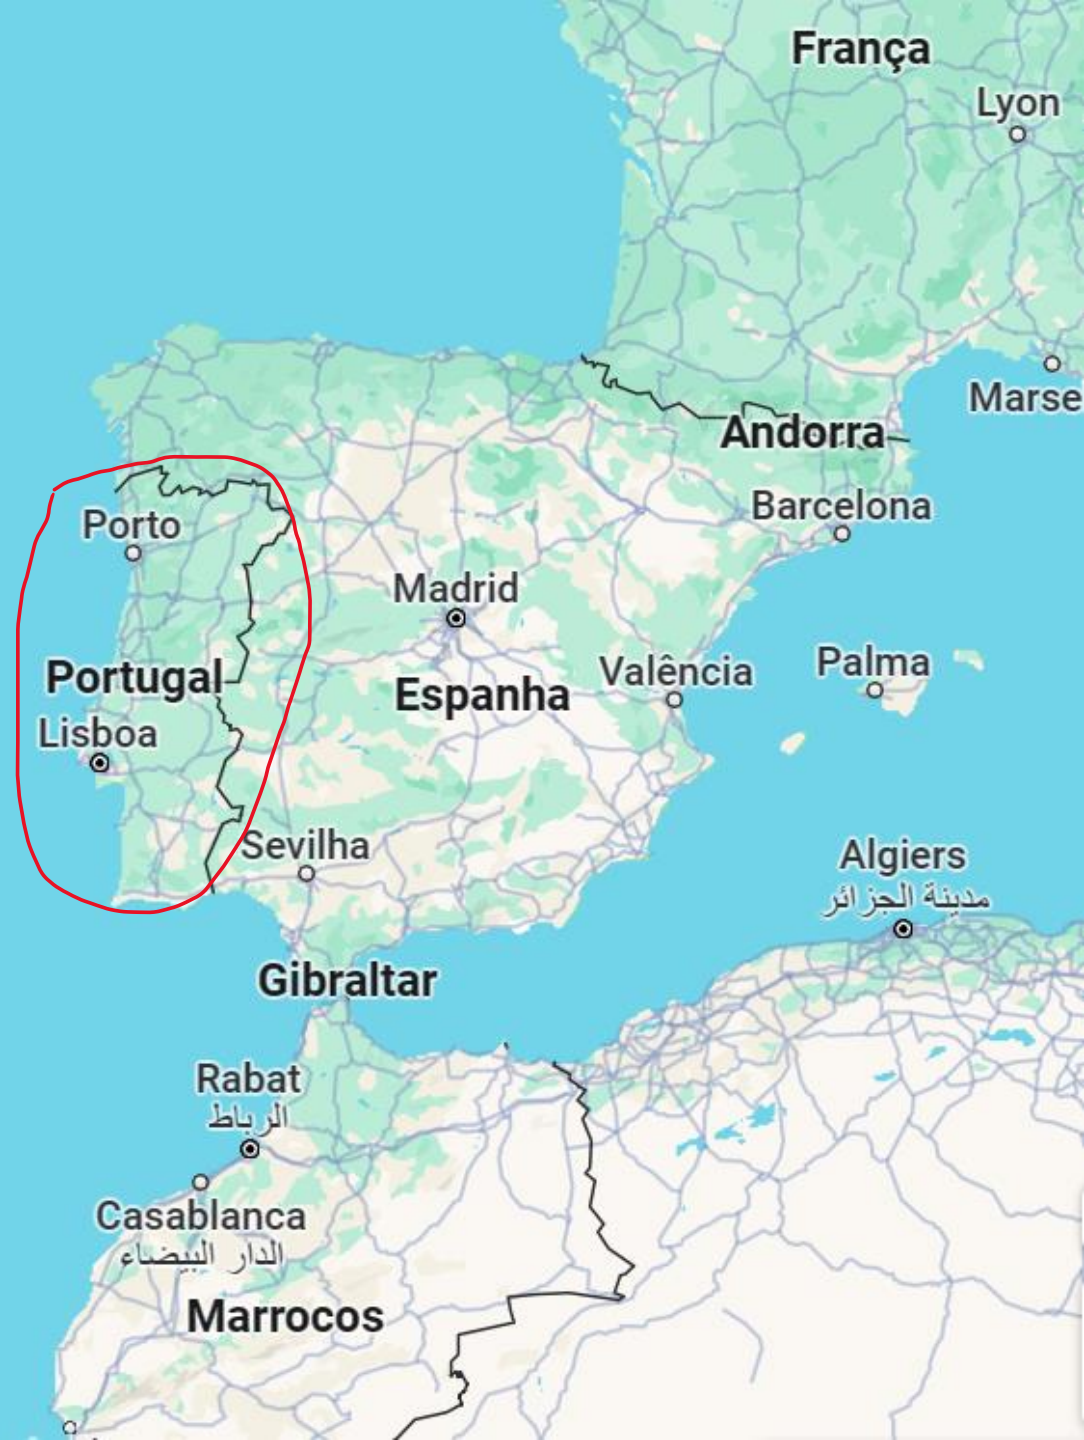 França
Lyon
Marse
Andorra
Barcelona
Porto
Madrid
Portugal
Espanha
Valência
Palma
Lisboa
Sevilha
Algiers
مدينة الجزائر
Gibraltar
Rabat
الرباط
Casablanca
الدار البيضاء
Marrocos